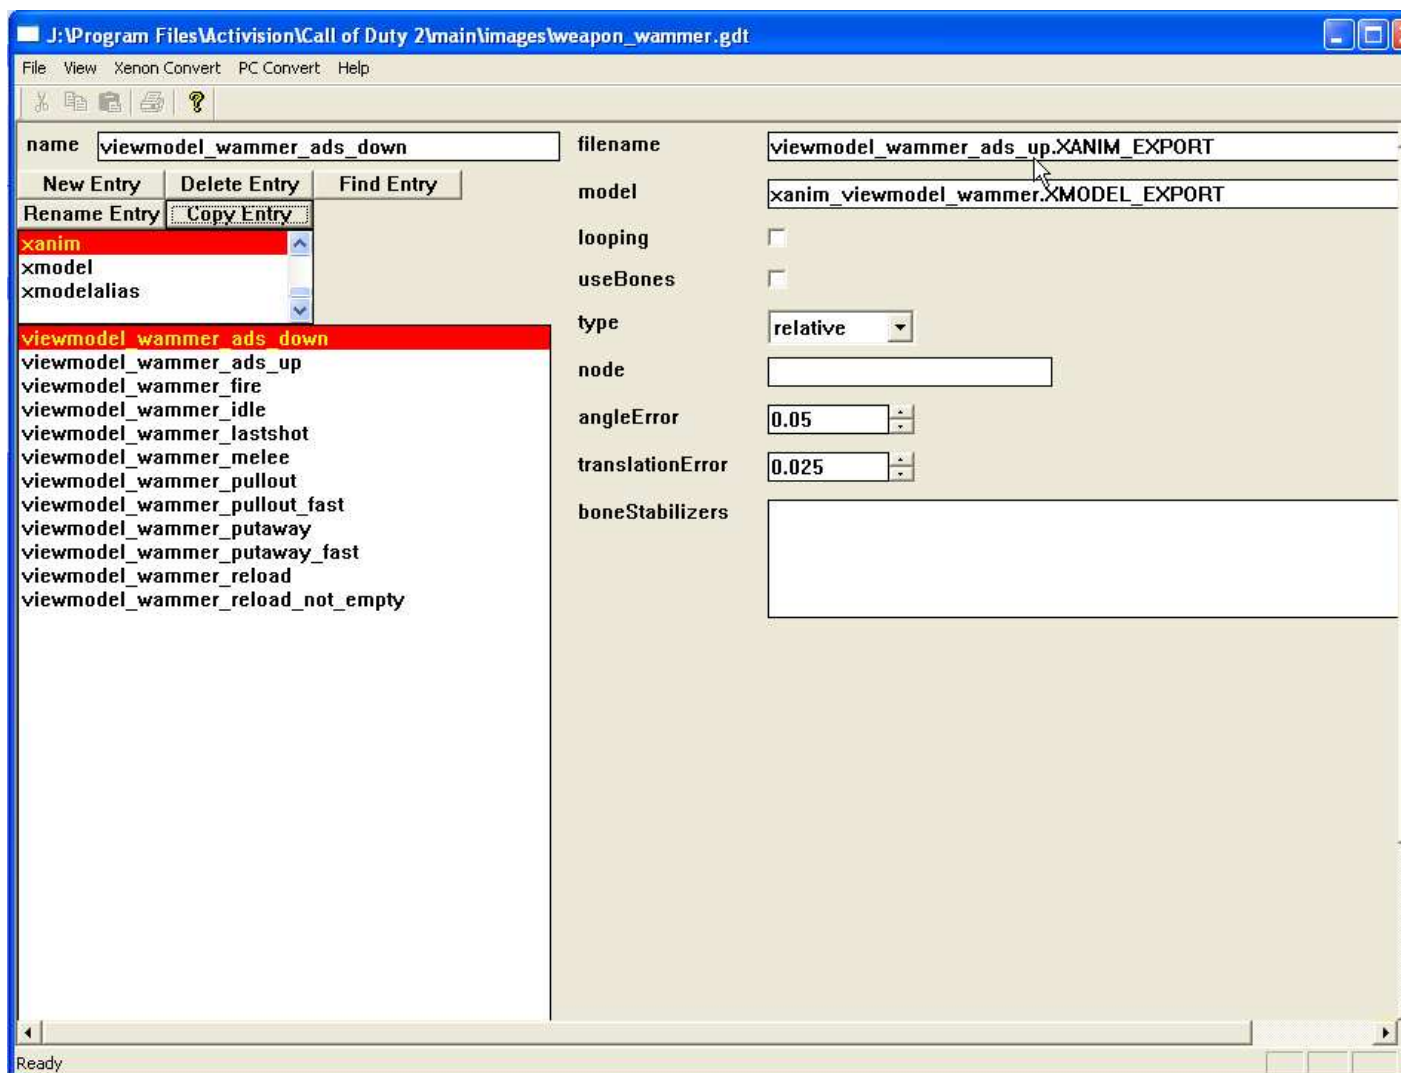 J:\Program Files\Activision\Call of Duty 2\main\images\weapon_wammer.gdt
File View Xenon Convert PC Convert Help
name viewmodel_wammer_ads_down
New Entry Delete Entry Find Entry
Rename Entry Copy Entry
xanim
xmodel
xmodelalias
viewmodel_wammer_ads_down
viewmodel_wammer_ads_up
viewmodel_wammer_fire
viewmodel_wammer_idle
viewmodel_wammer_lastshot
viewmodel_wammer_melee
viewmodel_wammer_pullout
viewmodel_wammer_pullout_fast
viewmodel_wammer_putaway
viewmodel_wammer_putaway_fast
viewmodel_wammer_reload
viewmodel_wammer_reload_not_empty
filename viewmodel_wammer_ads_up.XANIM_EXPORT
model xanim_viewmodel_wammer.XMODEL_EXPORT
looping
useBones
type relative
node
angleError 0.05
translationError 0.025
boneStabilizers
Ready